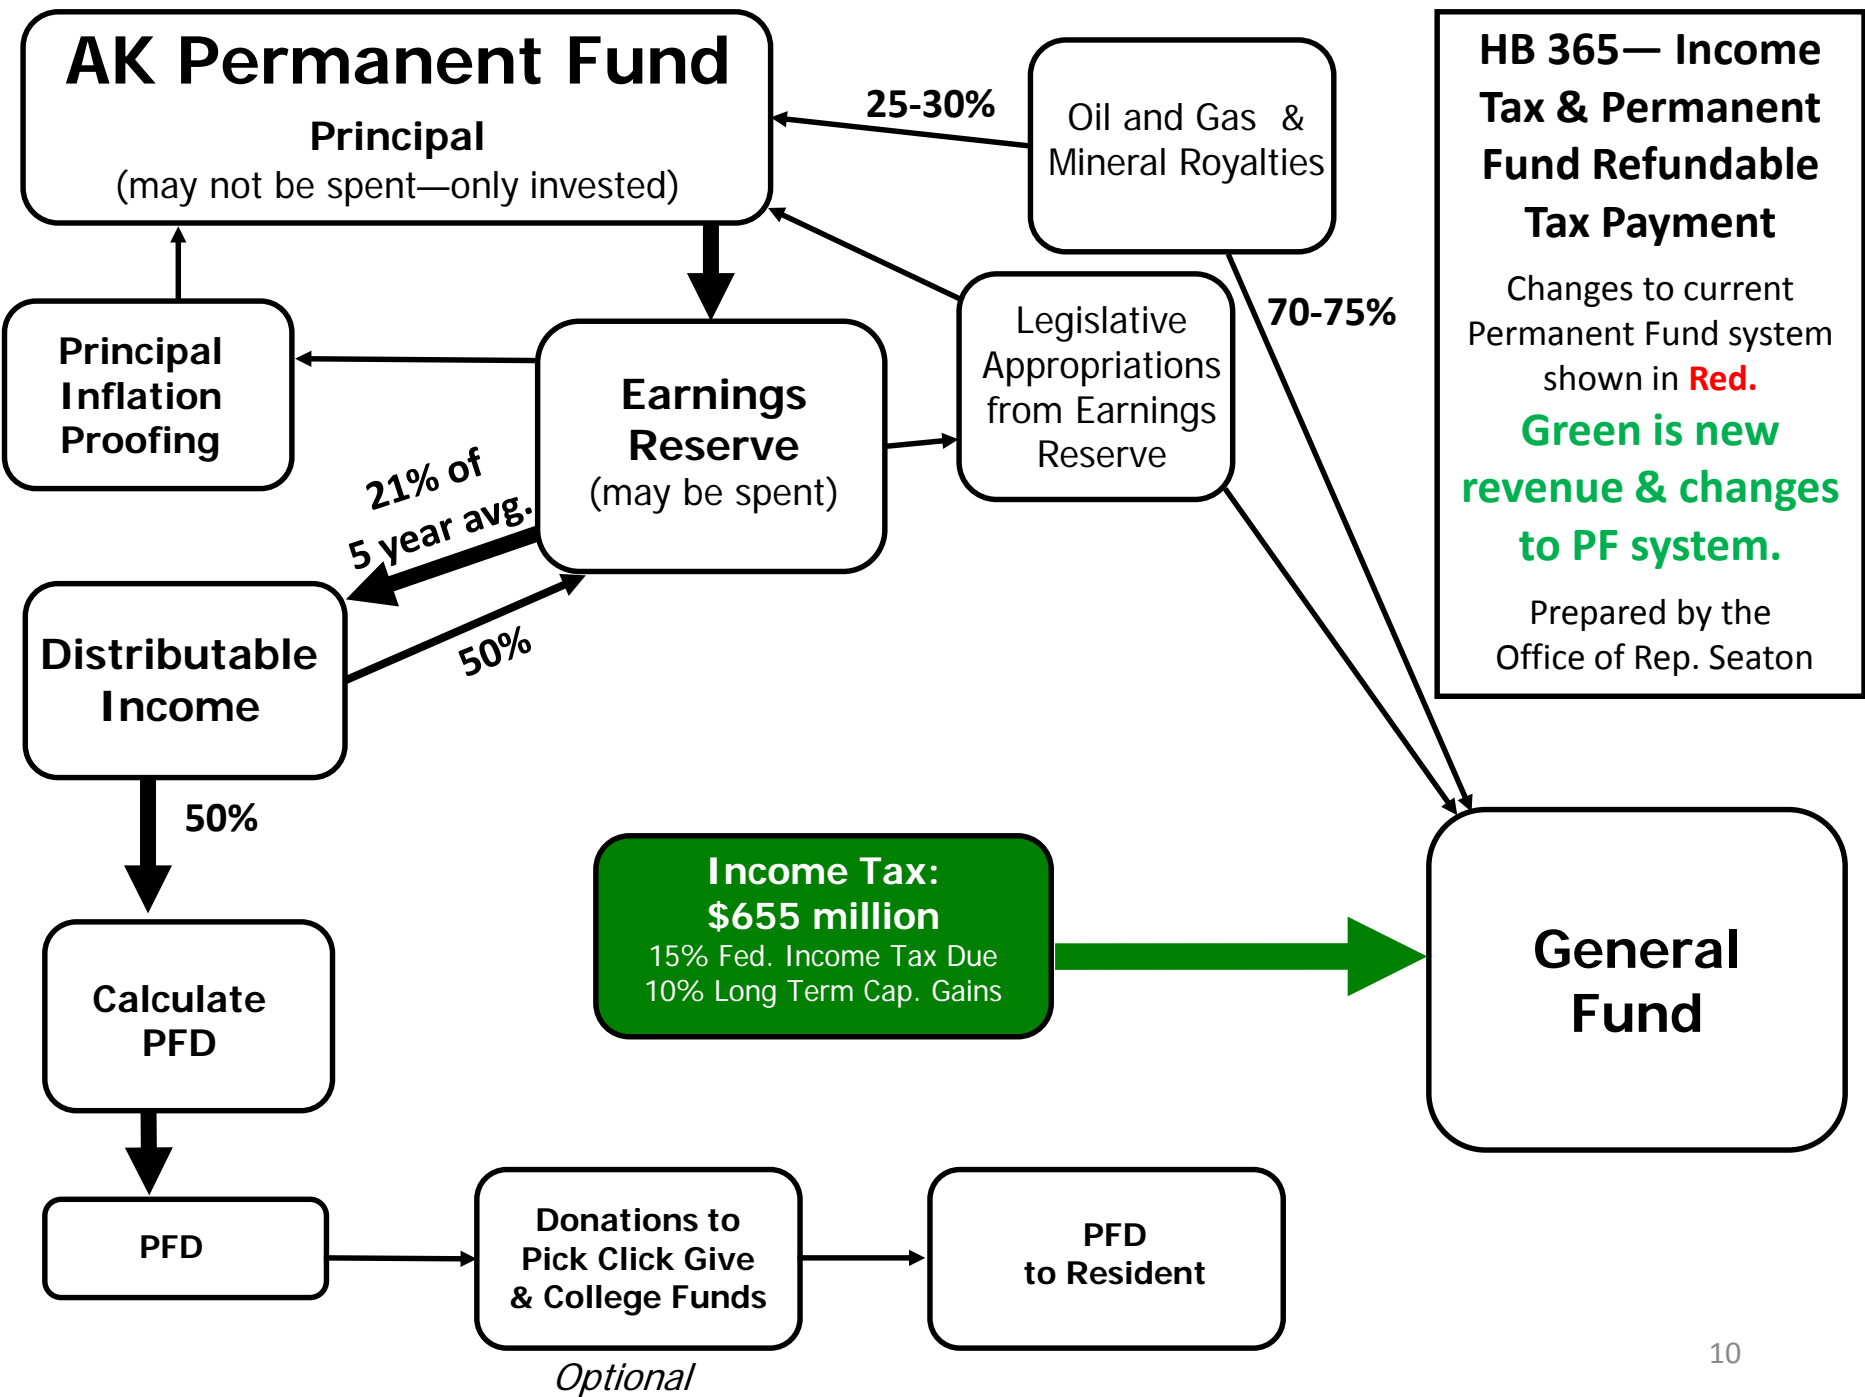 AK Permanent Fund
Principal
(may not be spent—only invested)
25-30%
Oil and Gas &
Mineral Royalties
HB 365— Income
Tax & Permanent
Fund Refundable
Tax Payment
Changes to current
Permanent Fund system
shown in Red.
Green is new
revenue & changes
to PF system.
Prepared by the
Office of Rep. Seaton
Principal
Inflation
Proofing
Earnings
Reserve
(may be spent)
Legislative
Appropriations
from Earnings
Reserve
70-75%
21% of
5 year avg.
50%
Distributable
Income
50%
Income Tax:
$655 million
15% Fed. Income Tax Due
10% Long Term Cap. Gains
General
Fund
Calculate
PFD
PFD
Donations to
Pick Click Give
& College Funds
Optional
PFD
to Resident
10